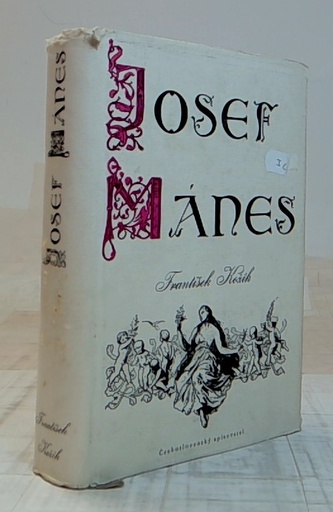 JOSEF
MÁNES
František Kožík
Československý spisovatel
JOSEF MÁNES
František
Kožík